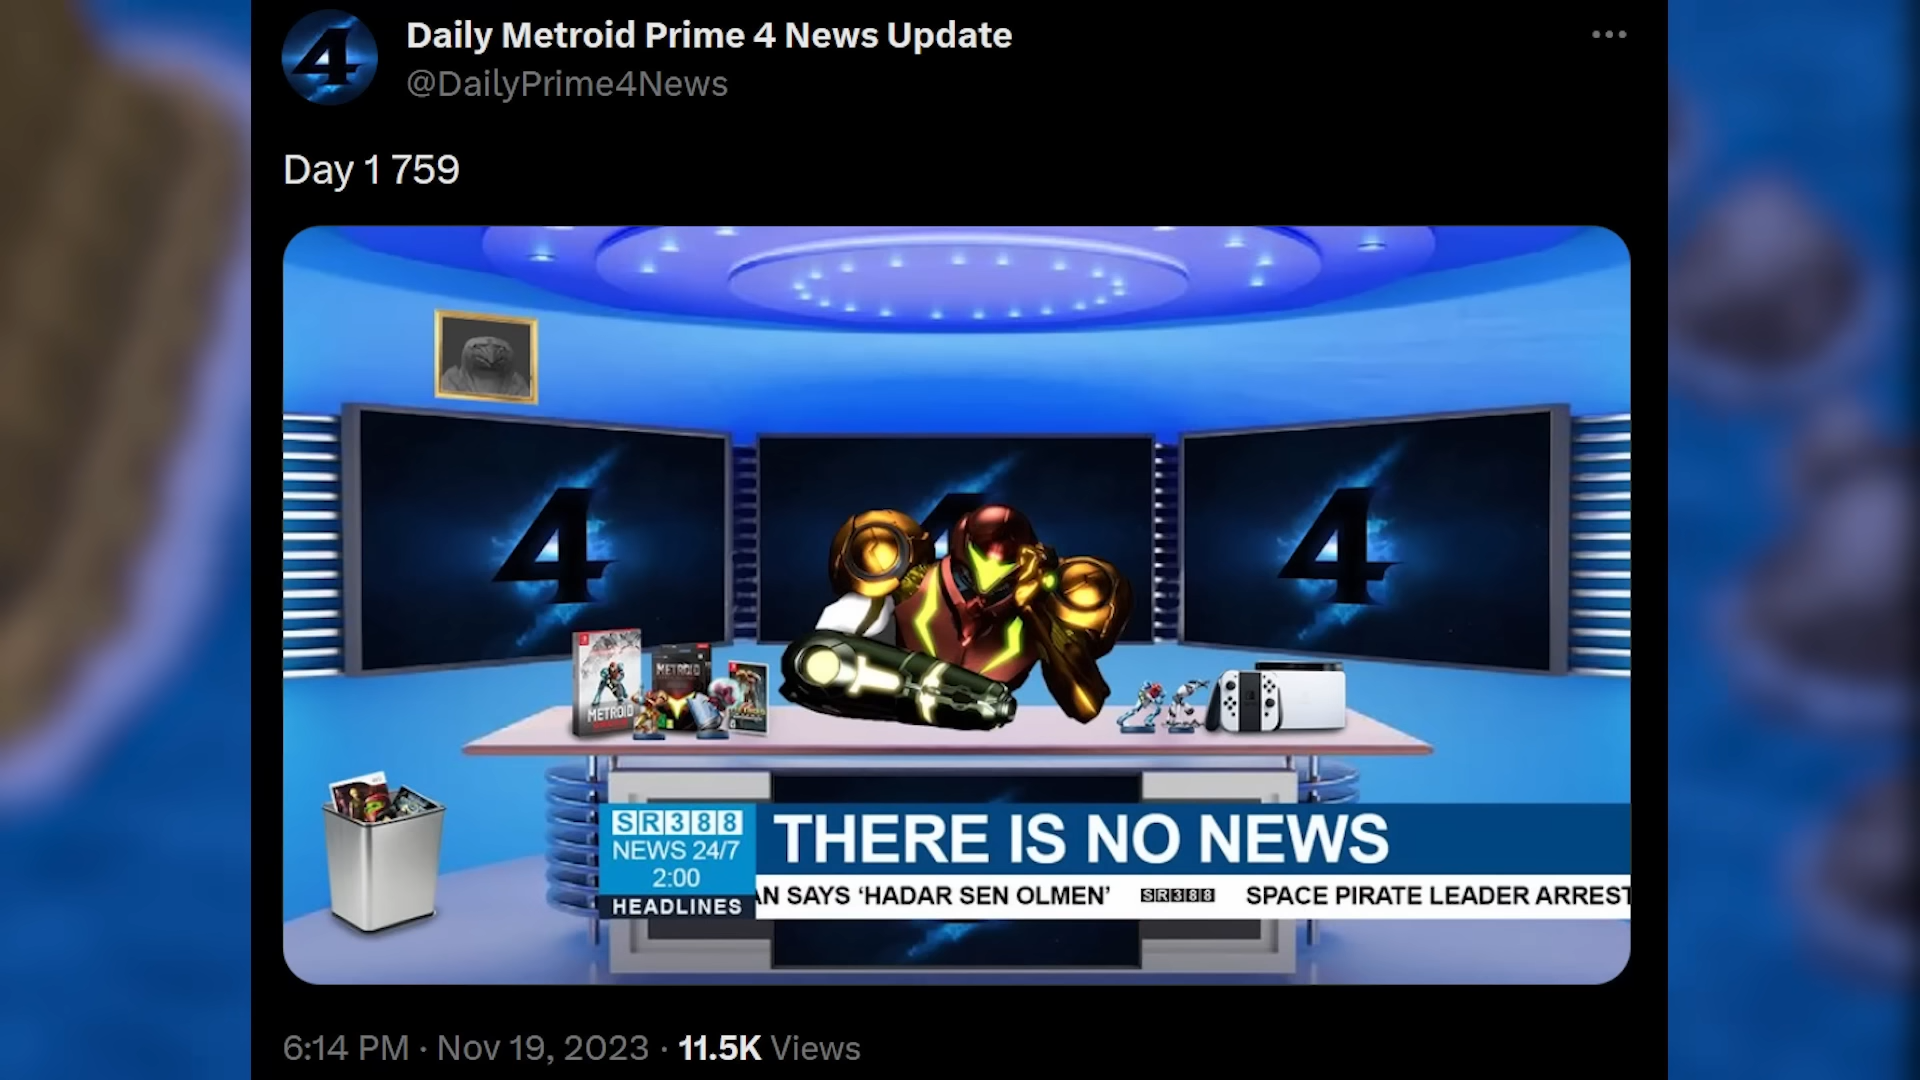 Daily Metroid Prime 4 News Update
@DailyPrime4News
Day 1 759
4
4
4
METROID
METROID
SR388
NEWS 24/7
2:00
HEADLINES
THERE IS NO NEWS
AN SAYS ‘HADAR SEN OLMEN’ SR388 SPACE PIRATE LEADER ARREST
6:14 PM · Nov 19, 2023 · 11.5K Views